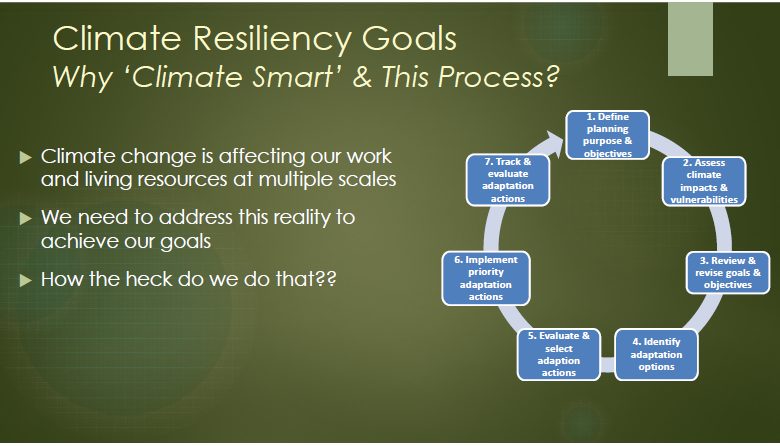 Climate Resiliency Goals
Why ‘Climate Smart’ & This Process?
Climate change is affecting our work
and living resources at multiple scales
We need to address this reality to
achieve our goals
How the heck do we do that??
1. Define
planning
purpose &
objectives
2. Assess
climate
impacts &
vulnerabilities
3. Review &
revise goals &
objectives
4. Identify
adaptation
options
5. Evaluate &
select
adaption
actions
6. Implement
priority
adaptation
actions
7. Track &
evaluate
adaptation
actions